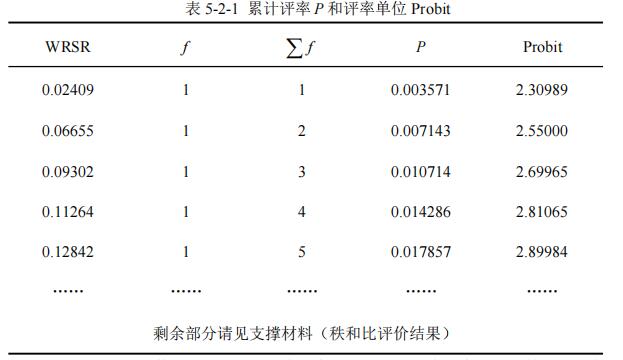 表 5-2-1 累计评率 P 和评率单位 Probit
WRSR f ∑f P Probit
0.02409 1 1 0.003571 2.30989
0.06655 1 2 0.007143 2.55000
0.09302 1 3 0.010714 2.69965
0.11264 1 4 0.014286 2.81065
0.12842 1 5 0.017857 2.89984
…… …… …… …… ……
剩余部分请见支撑材料（秩和比评价结果）